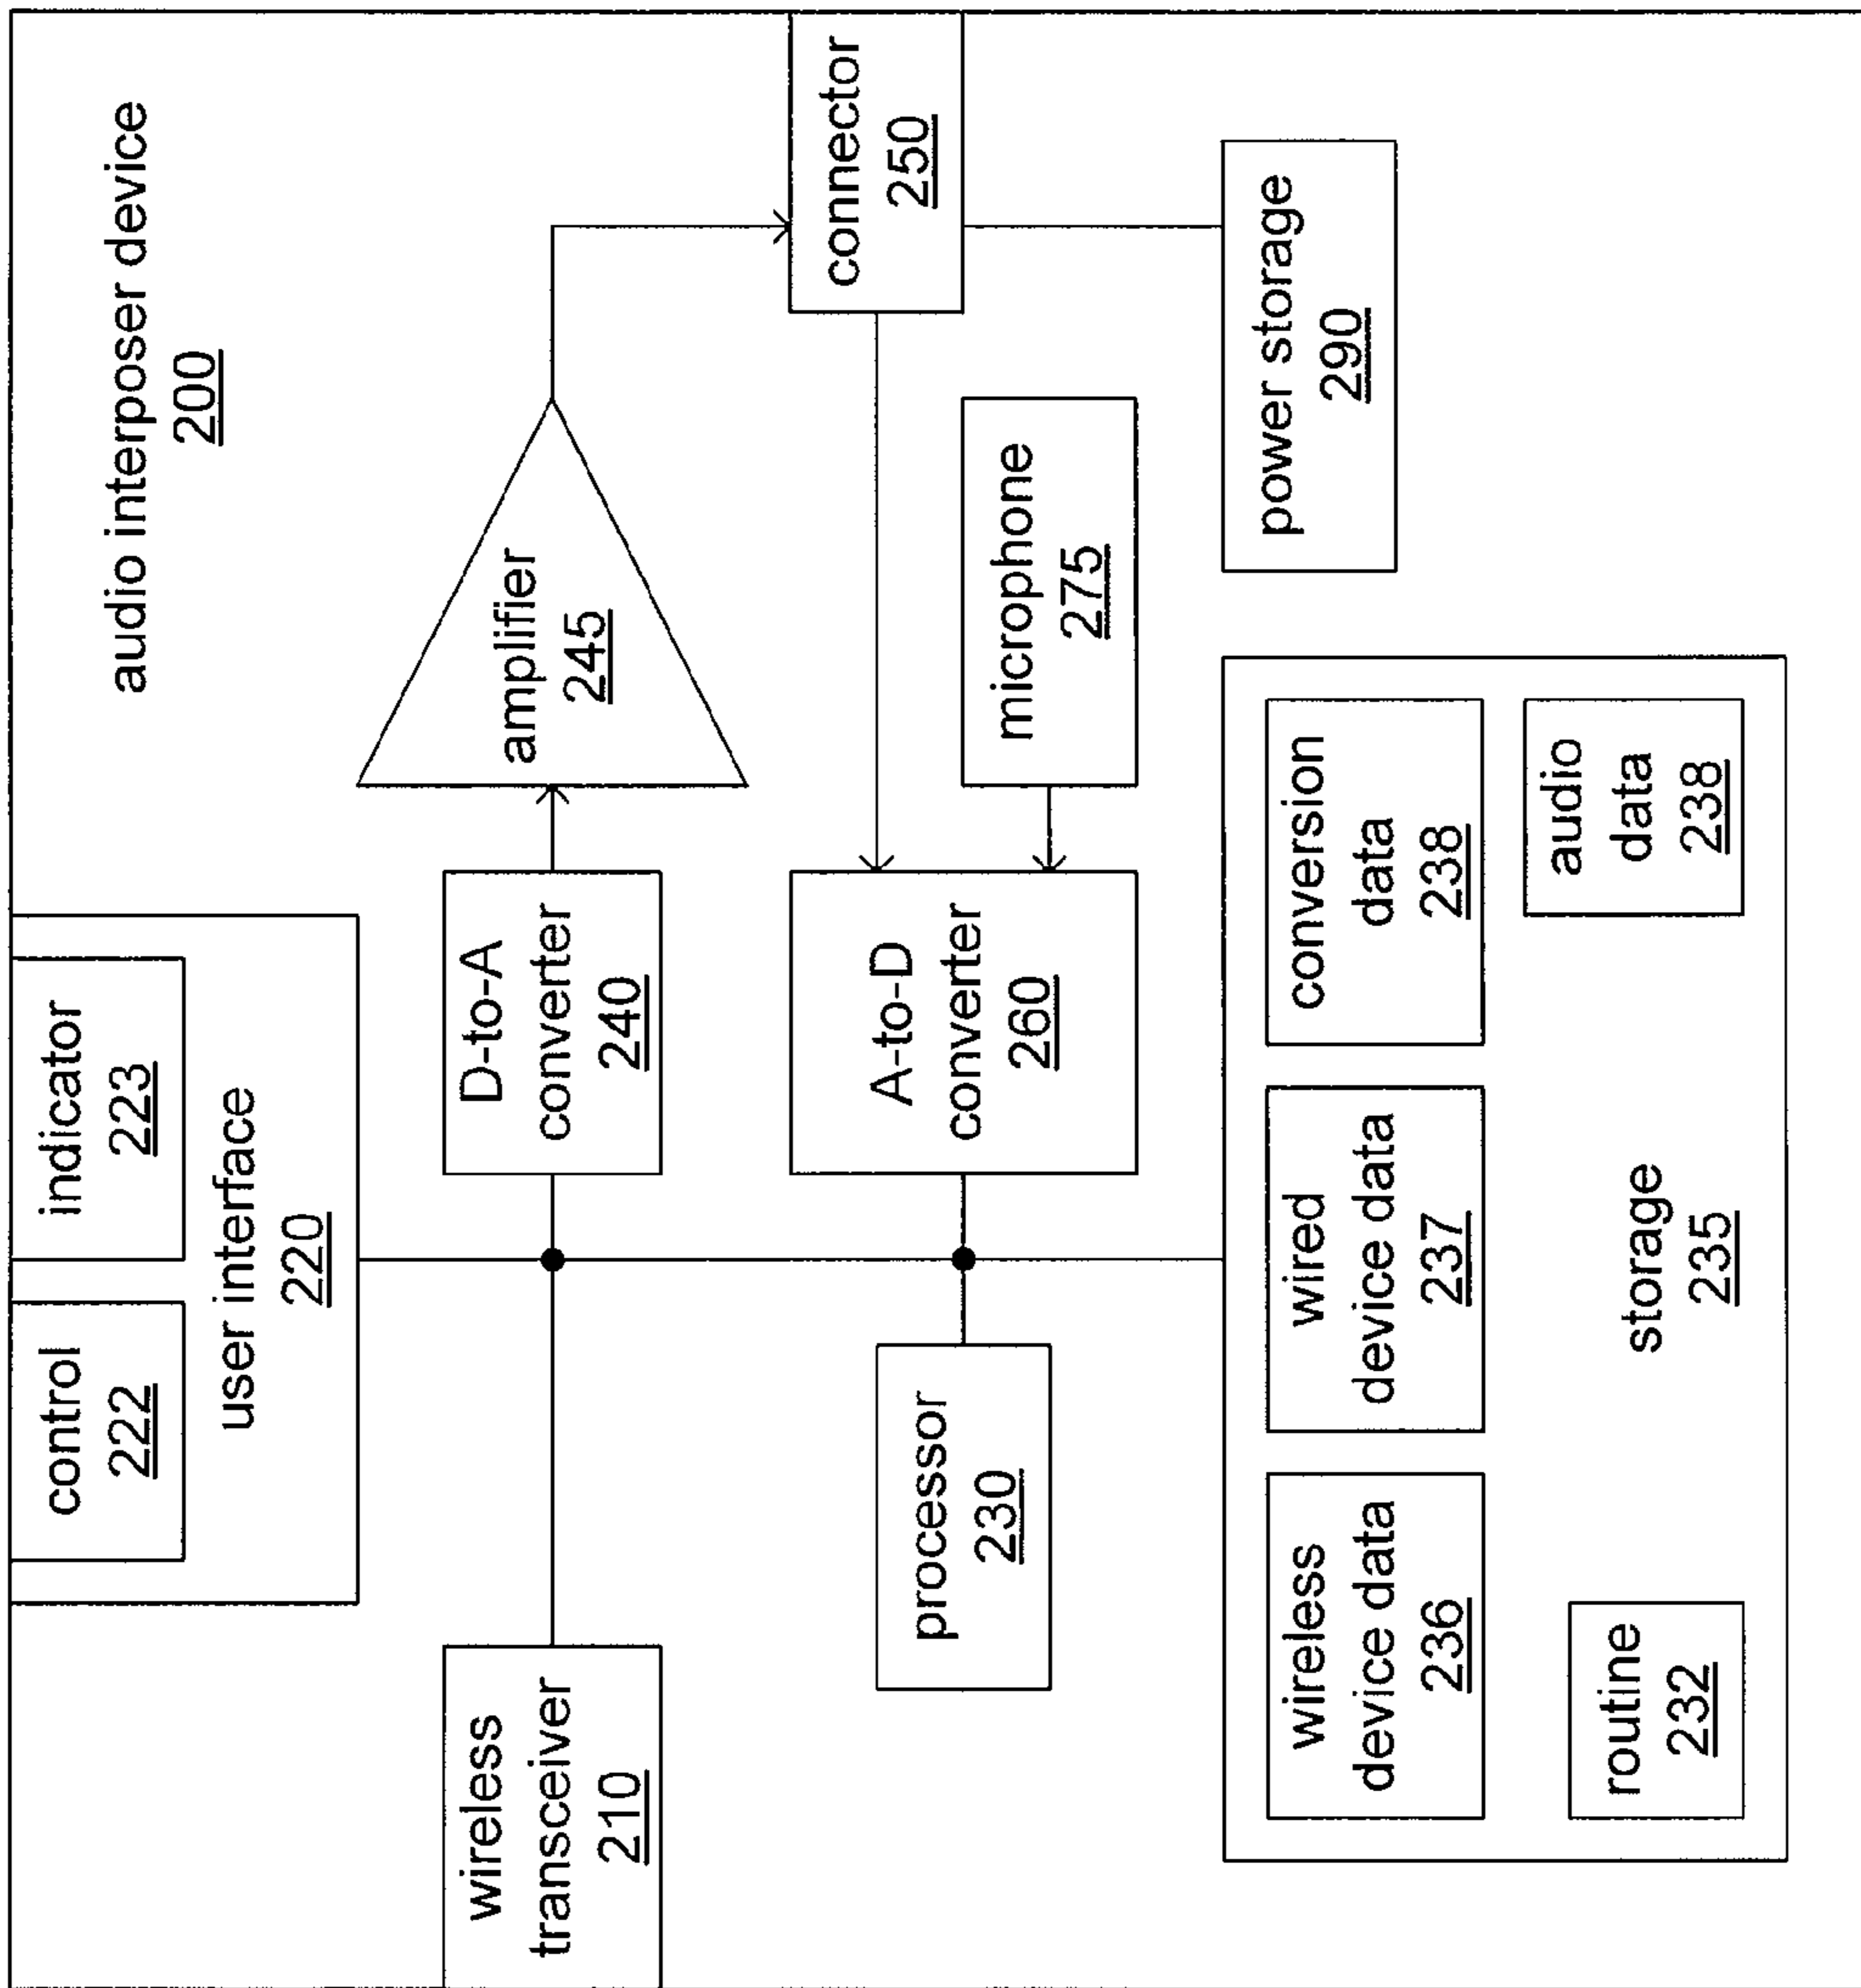 audio interposer device
200
control
222
indicator
223
user interface
220
wireless
transceiver
210
D-to-A
converter
240
amplifier
245
connector
250
processor
230
A-to-D
converter
260
microphone
275
power storage
290
wireless
device data
236
wired
device data
237
conversion
data
238
routine
232
storage
235
audio
data
238